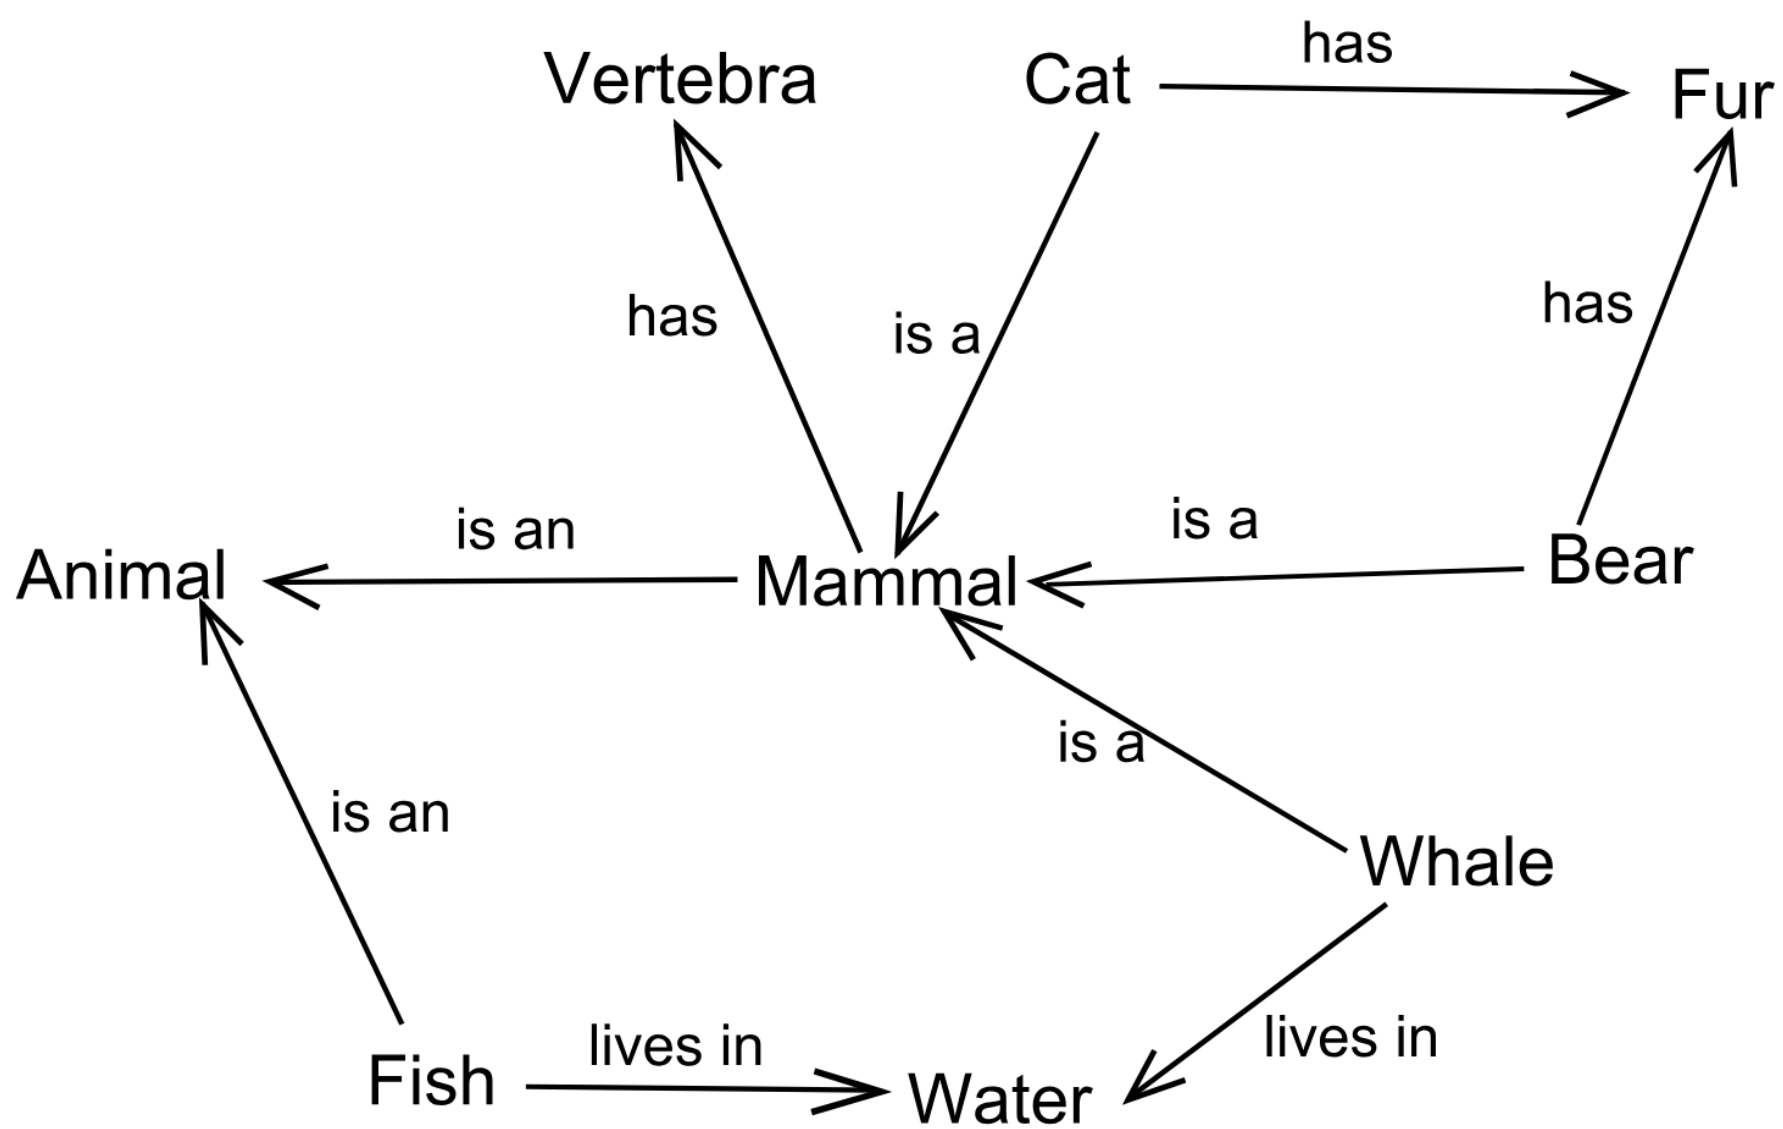 has
Vertebra
Cat
Fur
has
is a
has
is an
is a
Animal
Mammal
Bear
is a
is an
Whale
lives in
lives in
Fish
Water